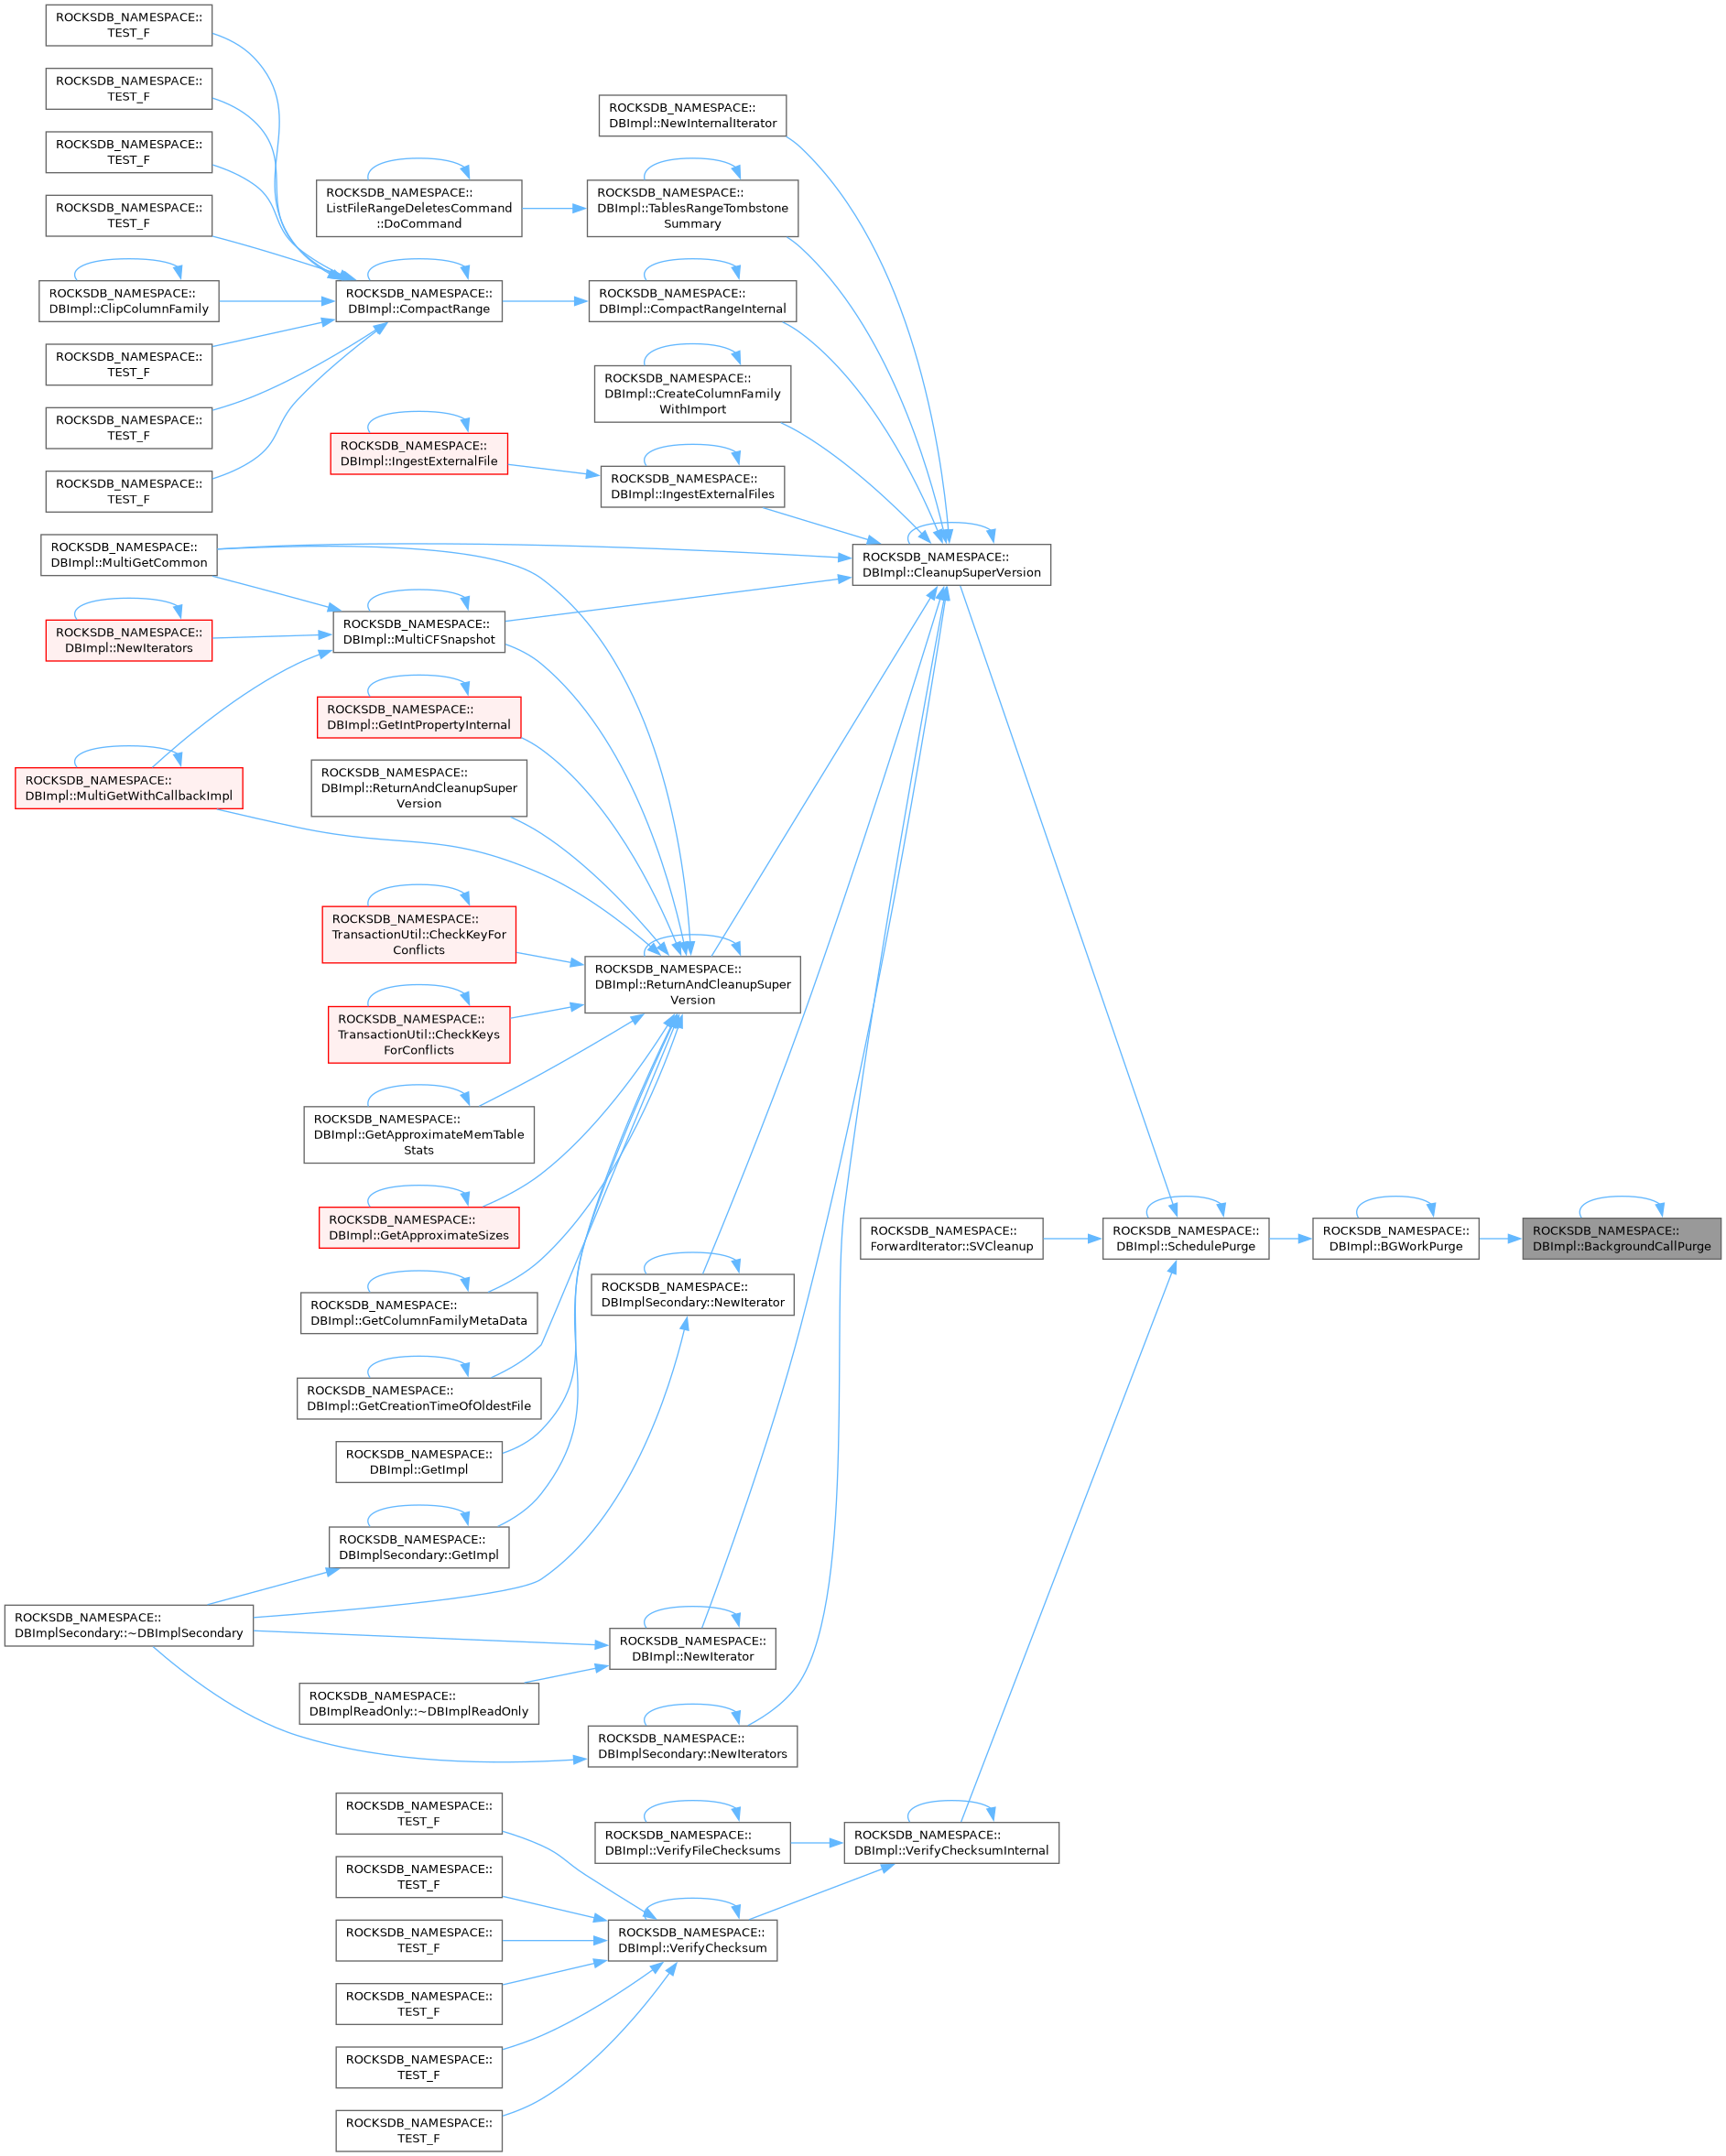 ROCKSDB_NAMESPACE::
TEST_F
ROCKSDB_NAMESPACE::
TEST_F
ROCKSDB_NAMESPACE::
TEST_F
ROCKSDB_NAMESPACE::
TEST_F
ROCKSDB_NAMESPACE::
DBImpl::ClipColumnFamily
ROCKSDB_NAMESPACE::
TEST_F
ROCKSDB_NAMESPACE::
TEST_F
ROCKSDB_NAMESPACE::
TEST_F
ROCKSDB_NAMESPACE::
DBImpl::MultiGetCommon
ROCKSDB_NAMESPACE::
DBImpl::NewIterators
ROCKSDB_NAMESPACE::
DBImpl::MultiGetWithCallbackImpl
ROCKSDB_NAMESPACE::
DBImplSecondary::~DBImplSecondary
ROCKSDB_NAMESPACE::
ListFileRangeDeletesCommand
::DoCommand
ROCKSDB_NAMESPACE::
DBImpl::CompactRange
ROCKSDB_NAMESPACE::
DBImpl::IngestExternalFile
ROCKSDB_NAMESPACE::
DBImpl::MultiCFSnapshot
ROCKSDB_NAMESPACE::
DBImpl::GetIntPropertyInternal
ROCKSDB_NAMESPACE::
DBImpl::ReturnAndCleanupSuper
Version
ROCKSDB_NAMESPACE::
TransactionUtil::CheckKeyFor
Conflicts
ROCKSDB_NAMESPACE::
TransactionUtil::CheckKeys
ForConflicts
ROCKSDB_NAMESPACE::
DBImpl::GetApproximateMemTable
Stats
ROCKSDB_NAMESPACE::
DBImpl::GetApproximateSizes
ROCKSDB_NAMESPACE::
DBImpl::GetColumnFamilyMetaData
ROCKSDB_NAMESPACE::
DBImpl::GetCreationTimeOfOldestFile
ROCKSDB_NAMESPACE::
DBImpl::GetImpl
ROCKSDB_NAMESPACE::
DBImplSecondary::GetImpl
ROCKSDB_NAMESPACE::
DBImplReadOnly::~DBImplReadOnly
ROCKSDB_NAMESPACE::
TEST_F
ROCKSDB_NAMESPACE::
TEST_F
ROCKSDB_NAMESPACE::
TEST_F
ROCKSDB_NAMESPACE::
TEST_F
ROCKSDB_NAMESPACE::
TEST_F
ROCKSDB_NAMESPACE::
TEST_F
ROCKSDB_NAMESPACE::
DBImpl::NewInternalIterator
ROCKSDB_NAMESPACE::
DBImpl::TablesRangeTombstone
Summary
ROCKSDB_NAMESPACE::
DBImpl::CompactRangeInternal
ROCKSDB_NAMESPACE::
DBImpl::CreateColumnFamily
WithImport
ROCKSDB_NAMESPACE::
DBImpl::IngestExternalFiles
ROCKSDB_NAMESPACE::
DBImpl::ReturnAndCleanupSuper
Version
ROCKSDB_NAMESPACE::
DBImplSecondary::NewIterator
ROCKSDB_NAMESPACE::
DBImpl::NewIterator
ROCKSDB_NAMESPACE::
DBImplSecondary::NewIterators
ROCKSDB_NAMESPACE::
DBImpl::VerifyFileChecksums
ROCKSDB_NAMESPACE::
DBImpl::VerifyChecksum
ROCKSDB_NAMESPACE::
DBImpl::CleanupSuperVersion
ROCKSDB_NAMESPACE::
ForwardIterator::SVCleanup
ROCKSDB_NAMESPACE::
DBImpl::VerifyChecksumInternal
ROCKSDB_NAMESPACE::
DBImpl::SchedulePurge
ROCKSDB_NAMESPACE::
DBImpl::BGWorkPurge
ROCKSDB_NAMESPACE::
DBImpl::BackgroundCallPurge